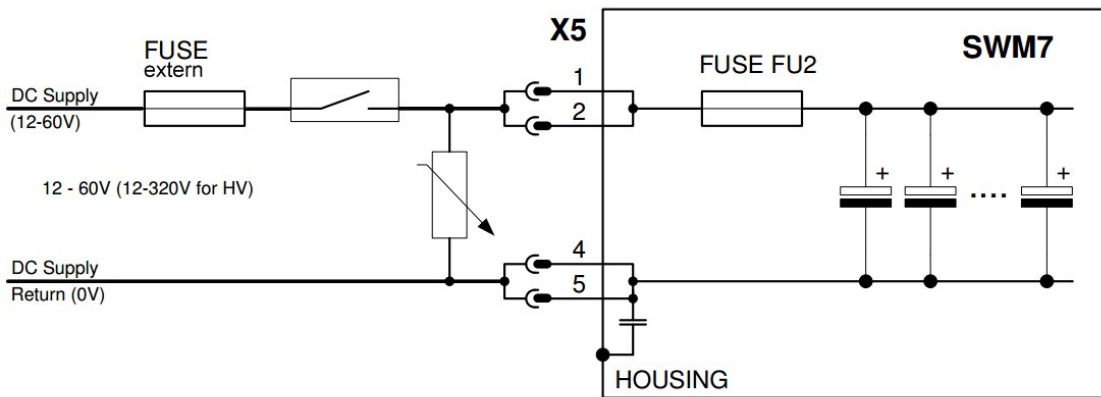 X5
SWM7
FUSE
extern
FUSE FU2
DC Supply
(12-60V)
1
2
12 - 60V (12-320V for HV)
+
+
....
+
4
5
DC Supply
Return (0V)
HOUSING